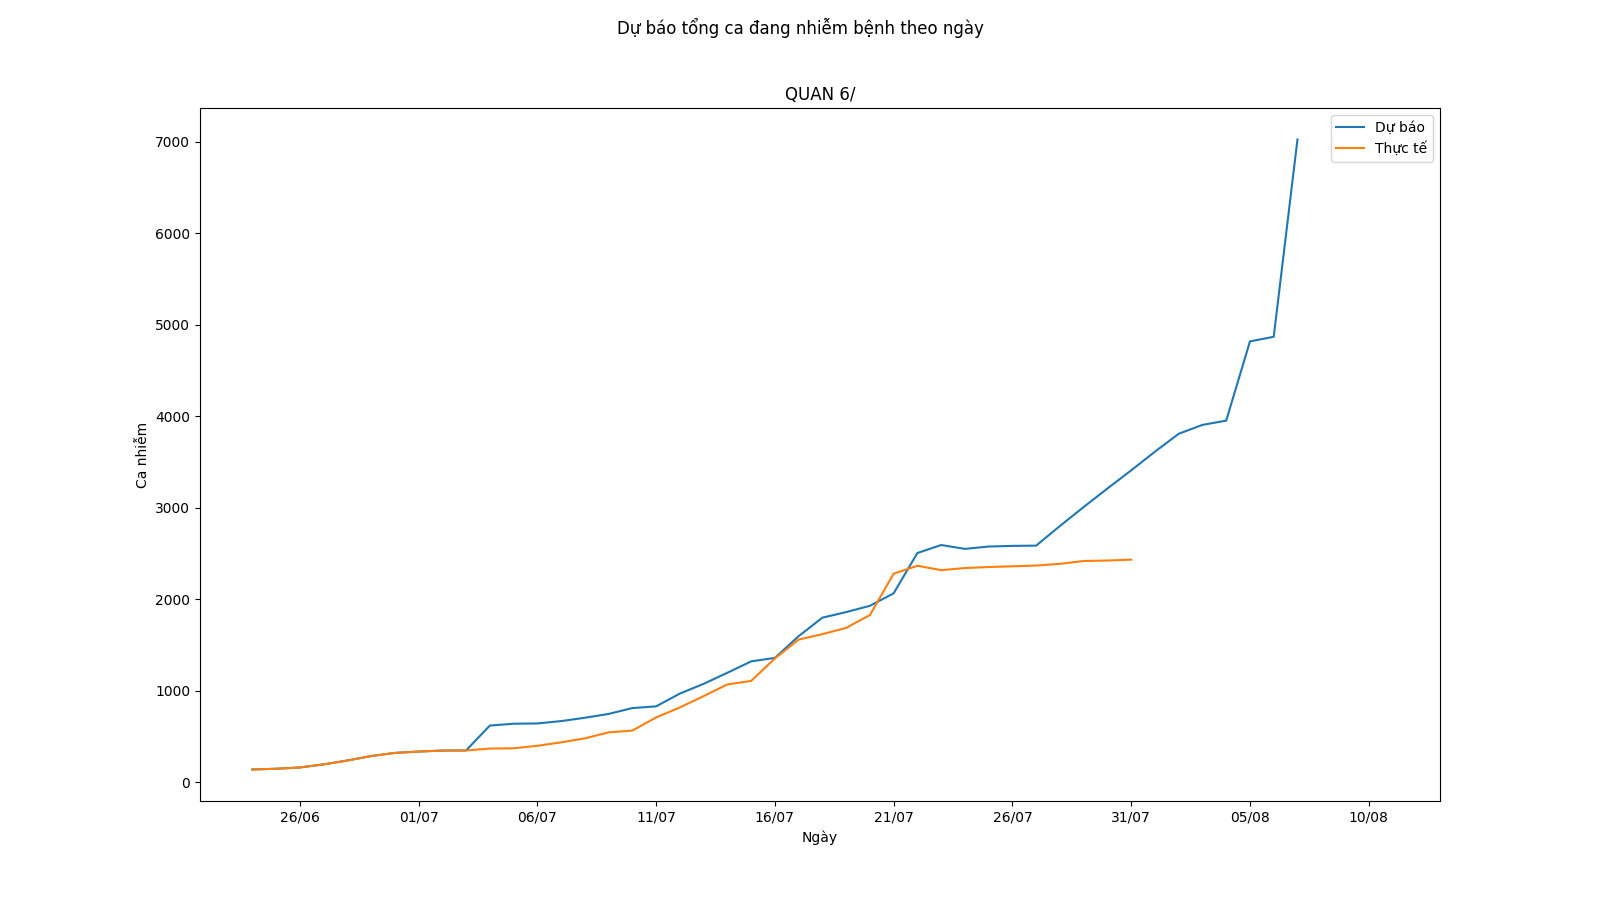 Dự báo tổng ca đang nhiễm bệnh theo ngày
QUAN 6/
Dự báo
Thực tế
7000
6000
5000
4000
3000
2000
1000
0
Ca nhiễm
26/06 01/07 06/07 11/07 16/07 21/07 26/07 31/07 05/08 10/08
Ngày